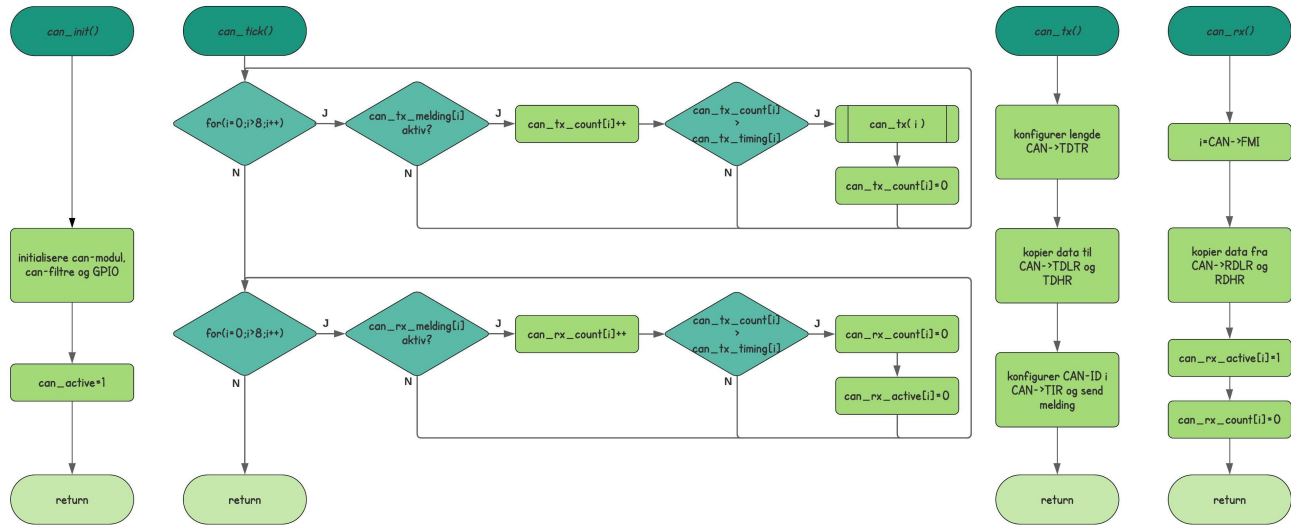 can_init()
initialisere can-modul,
can-filtre og GPIO
can_active=1
return
can_tick()
for(i=0;i>8;i++)
J
N
can_tx_melding[i]
aktiv?
J
N
can_tx_count[i]++
can_tx_count[i]
>
can_tx_timing[i]
J
N
can_tx( i )
can_tx_count[i]=0
for(i=0;i>8;i++)
J
N
can_rx_melding[i]
aktiv?
J
N
can_rx_count[i]++
can_tx_count[i]
>
can_tx_timing[i]
J
N
can_rx_count[i]=0
can_rx_active[i]=0
return
can_tx()
konfigurer lengde
CAN->TDTR
kopier data til
CAN->TDLR og
TDHR
konfigurer CAN-ID i
CAN->TIR og send
melding
return
can_rx()
i=CAN->FMI
kopier data fra
CAN->RDLR og
RDHR
can_rx_active[i]=1
can_rx_count[i]=0
return